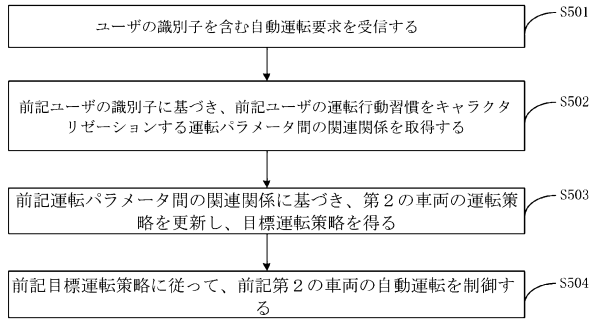 ユーザの識別子を含む自動運転要求を受信する
S501
前記ユーザの識別子に基づき、前記ユーザの運転行動習慣をキャラクタ
リゼーションする運転パラメータ間の関連関係を取得する
S502
前記運転パラメータ間の関連関係に基づき、第２の車両の運転策
略を更新し、目標運転策略を得る
S503
前記目標運転策略に従って、前記第２の車両の自動運転を制御す
る
S504